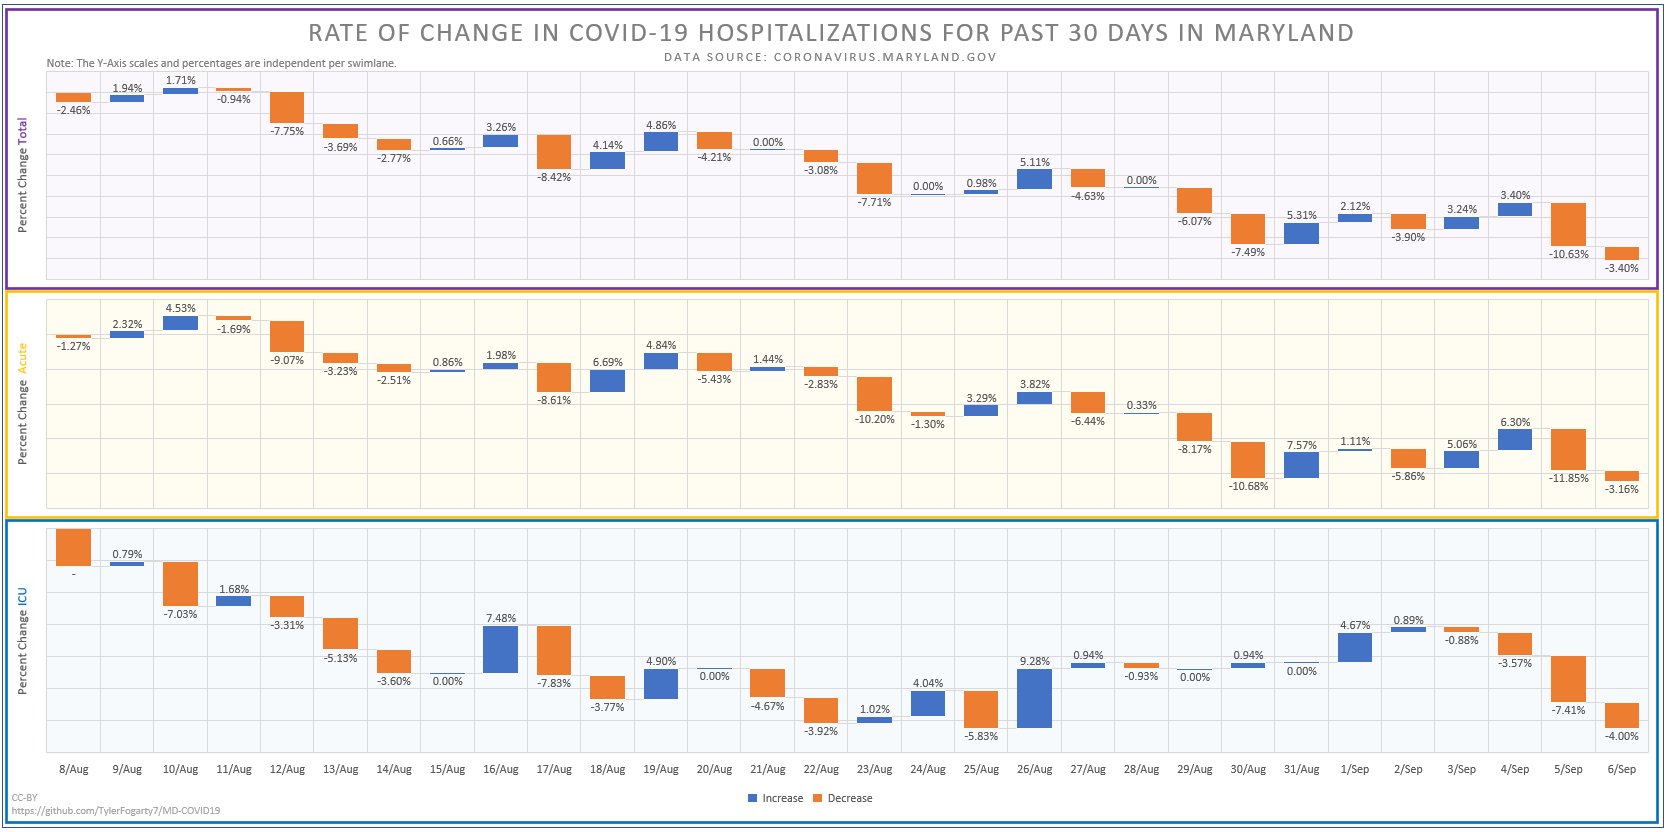 RATE OF CHANGE IN COVID-19 HOSPITALIZATIONS FOR PAST 30 DAYS IN MARYLAND
DATA SOURCE: CORONAVIRUS.MARYLAND.GOV
Note: The Y-Axis scales and percentages are independent per swimlane.
Percent Change Total
-2.46% 1.94% 1.71% -0.94% -7.75% -3.69% -2.77% 0.66% 3.26% -8.42% 4.14% 4.86% -4.21% 0.00% -3.08% -7.71% 0.00% 0.98% 5.11% -4.63% 0.00% -6.07% -7.49% 5.31% 2.12% -3.90% 3.24% 3.40% -10.63% -3.40%
Percent Change Acute
-1.27% 2.32% 4.53% -1.69% -9.07% -3.23% -2.51% 0.86% 1.98% -8.61% 6.69% 4.84% -5.43% 1.44% -2.83% -10.20% -1.30% 3.29% 3.82% -6.44% 0.33% -8.17% -10.68% 7.57% 1.11% -5.86% 5.06% 6.30% -11.85% -3.16%
Percent Change ICU
- 0.79% -7.03% 1.68% -3.31% -5.13% -3.60% 0.00% 7.48% -7.83% -3.77% 4.90% 0.00% -4.67% -3.92% 1.02% 4.04% -5.83% 9.28% 0.94% -0.93% 0.00% 0.94% 0.00% 4.67% 0.89% -0.88% -3.57% -7.41% -4.00%
8/Aug 9/Aug 10/Aug 11/Aug 12/Aug 13/Aug 14/Aug 15/Aug 16/Aug 17/Aug 18/Aug 19/Aug 20/Aug 21/Aug 22/Aug 23/Aug 24/Aug 25/Aug 26/Aug 27/Aug 28/Aug 29/Aug 30/Aug 31/Aug 1/Sep 2/Sep 3/Sep 4/Sep 5/Sep 6/Sep
Increase Decrease
CC-BY
https://github.com/TylerFogarty7/MD-COVID19